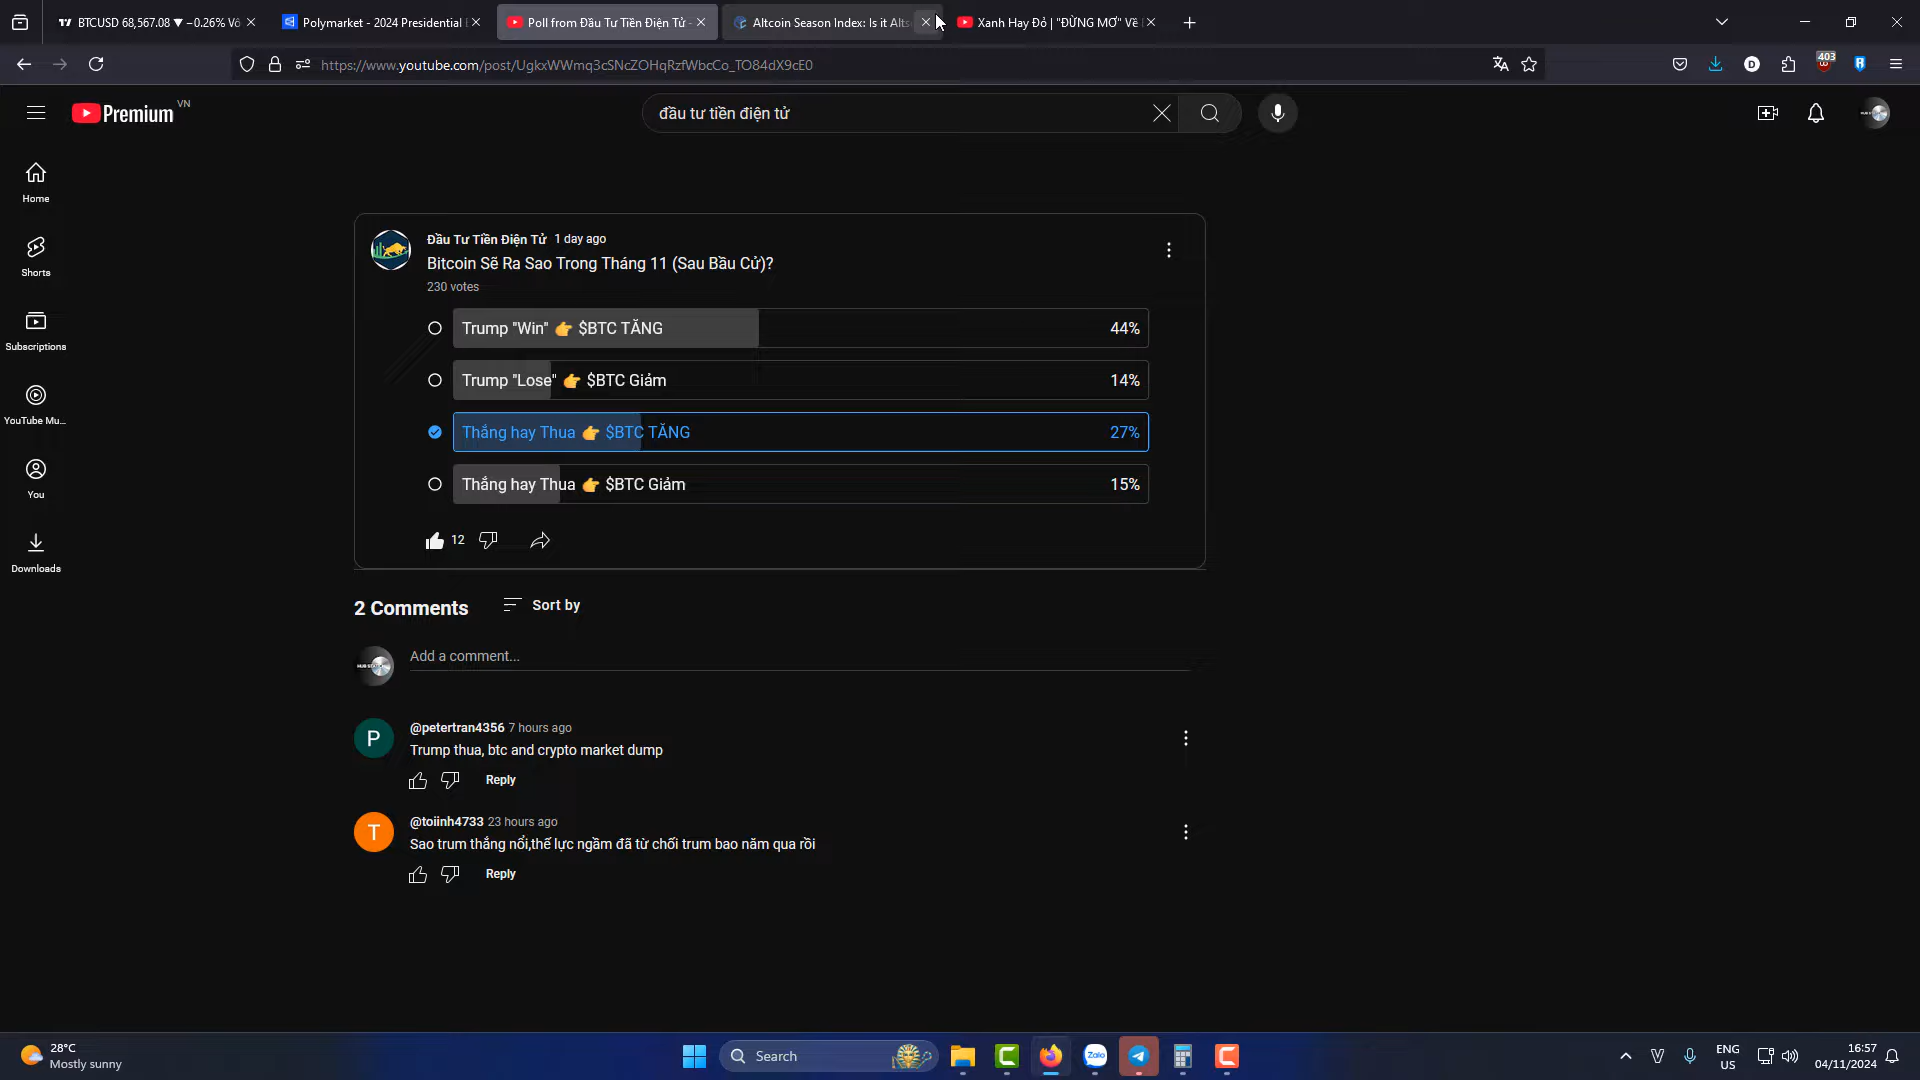 BTCUSD 68,567.08 ▼ −0.26% Vô
Polymarket - 2024 Presidential E
Poll from Đầu Tư Tiền Điện Tử -
Altcoin Season Index: Is it Alts
Xanh Hay Đỏ | "ĐỪNG MƠ" Về
https://www.youtube.com/post/UgkxWWmq3cSNcZOHqRzfWbcCo_TO84dX9cE0
403
Premium VN
đầu tư tiền điện tử
Home
Shorts
Subscriptions
YouTube Mu...
You
Downloads
Đầu Tư Tiền Điện Tử 1 day ago
Bitcoin Sẽ Ra Sao Trong Tháng 11 (Sau Bầu Cử)?
230 votes
Trump "Win" 👉 $BTC TĂNG 44%
Trump "Lose" 👉 $BTC Giảm 14%
Thắng hay Thua 👉 $BTC TĂNG 27%
Thắng hay Thua 👉 $BTC Giảm 15%
12
2 Comments Sort by
Add a comment...
P
@petertran4356 7 hours ago
Trump thua, btc and crypto market dump
Reply
T
@toiinh4733 23 hours ago
Sao trum thắng nổi,thế lực ngầm đã từ chối trum bao năm qua rồi
Reply
28°C
Mostly sunny
Search
Zalo
ENG
US
16:57
04/11/2024